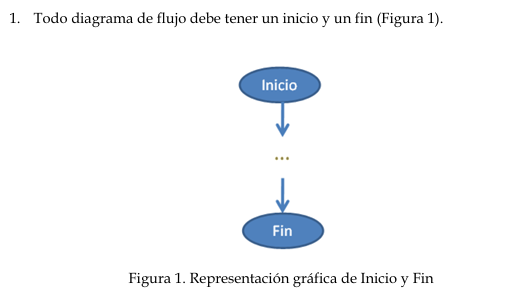 1. Todo diagrama de flujo debe tener un inicio y un fin (Figura 1).
Inicio
...
Fin
Figura 1. Representación gráfica de Inicio y Fin